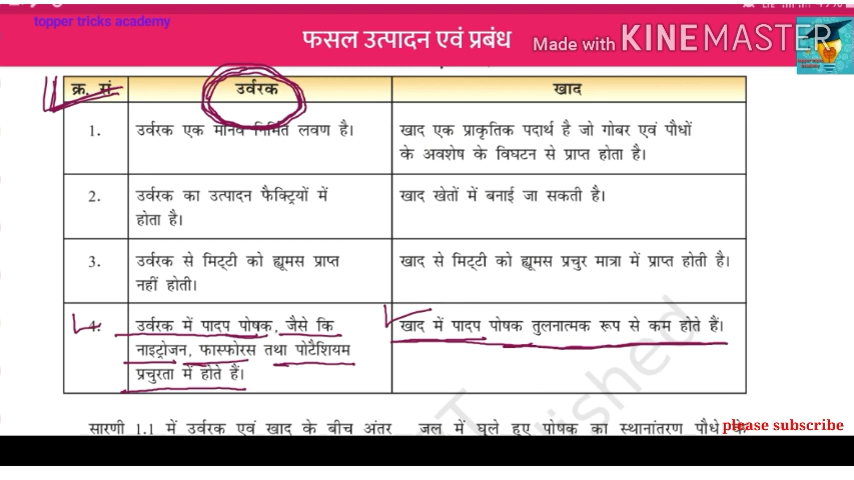 topper tricks academy
फसल उत्पादन एवं प्रबंध
Made with KINEMASTER
क्र. सं. उर्वरक खाद
1. उर्वरक एक मानव निर्मित लवण है। खाद एक प्राकृतिक पदार्थ है जो गोबर एवं पौधों
के अवशेष के विघटन से प्राप्त होता है।
2. उर्वरक का उत्पादन फैक्ट्रियों में खाद खेतों में बनाई जा सकती है।
होता है।
3. उर्वरक से मिट्टी को ह्यूमस प्राप्त खाद से मिट्टी को ह्यूमस प्रचुर मात्रा में प्राप्त होती है।
नहीं होती।
4. उर्वरक में पादप पोषक, जैसे कि खाद में पादप पोषक तुलनात्मक रूप से कम होते हैं।
नाइट्रोजन, फास्फोरस तथा पोटैशियम
प्रचुरता में होते हैं।
सारणी 1.1 में उर्वरक एवं खाद के बीच अंतर जल में घुले हुए पोषक का स्थानांतरण पौधे के
please subscribe